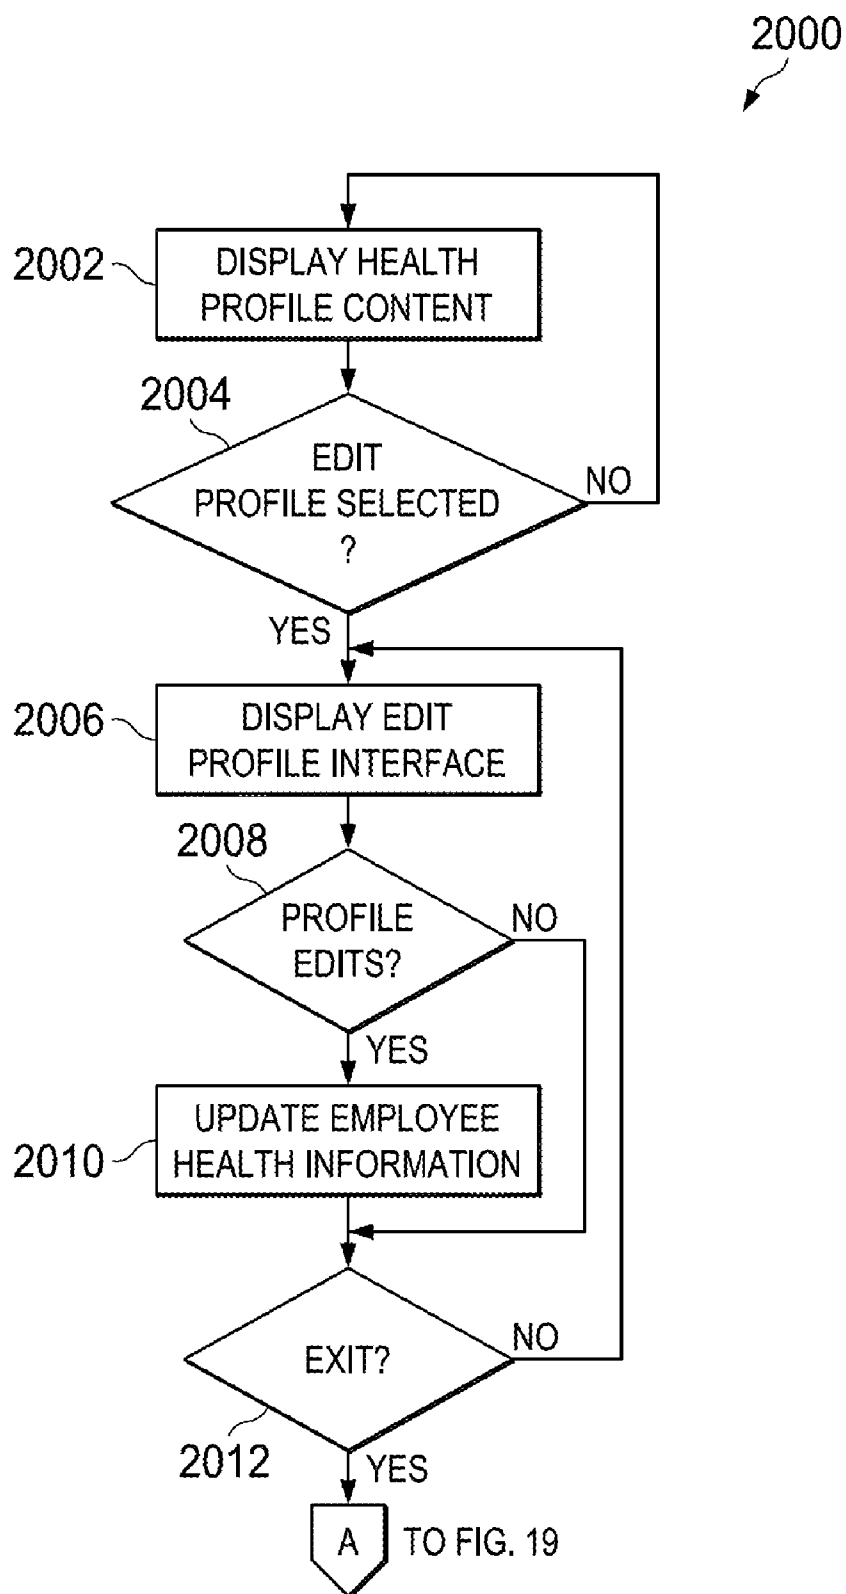 2000
2002
DISPLAY HEALTH
PROFILE CONTENT
2004
EDIT
PROFILE SELECTED
?
NO
YES
2006
DISPLAY EDIT
PROFILE INTERFACE
2008
PROFILE
EDITS?
NO
YES
2010
UPDATE EMPLOYEE
HEALTH INFORMATION
EXIT?
NO
2012
YES
A
TO FIG. 19